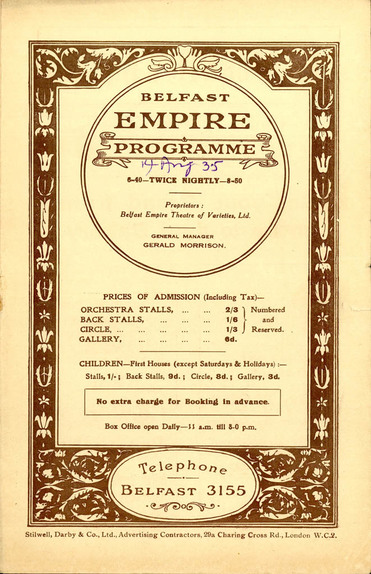 BELFAST
EMPIRE
PROGRAMME
14 Aug 35
6-40—TWICE NIGHTLY—8-50
Proprietors :
Belfast Empire Theatre of Varieties, Ltd.
GENERAL MANAGER
GERALD MORRISON.
PRICES OF ADMISSION (Including Tax)—
ORCHESTRA STALLS, ... ... 2/3 } Numbered
BACK STALLS, ... ... ... 1/6 } and
CIRCLE, ... ... ... ... ... 1/3 } Reserved.
GALLERY, ... ... ... ... 6d.
CHILDREN—First Houses (except Saturdays & Holidays) :—
Stalls, 1/- ; Back Stalls, 9d. ; Circle, 8d. ; Gallery, 3d.
No extra charge for Booking in advance.
Box Office open Daily—11 a.m. till 8-0 p.m.
Telephone
BELFAST 3155
Stilwell, Darby & Co., Ltd., Advertising Contractors, 29a Charing Cross Rd., London W.C.2.